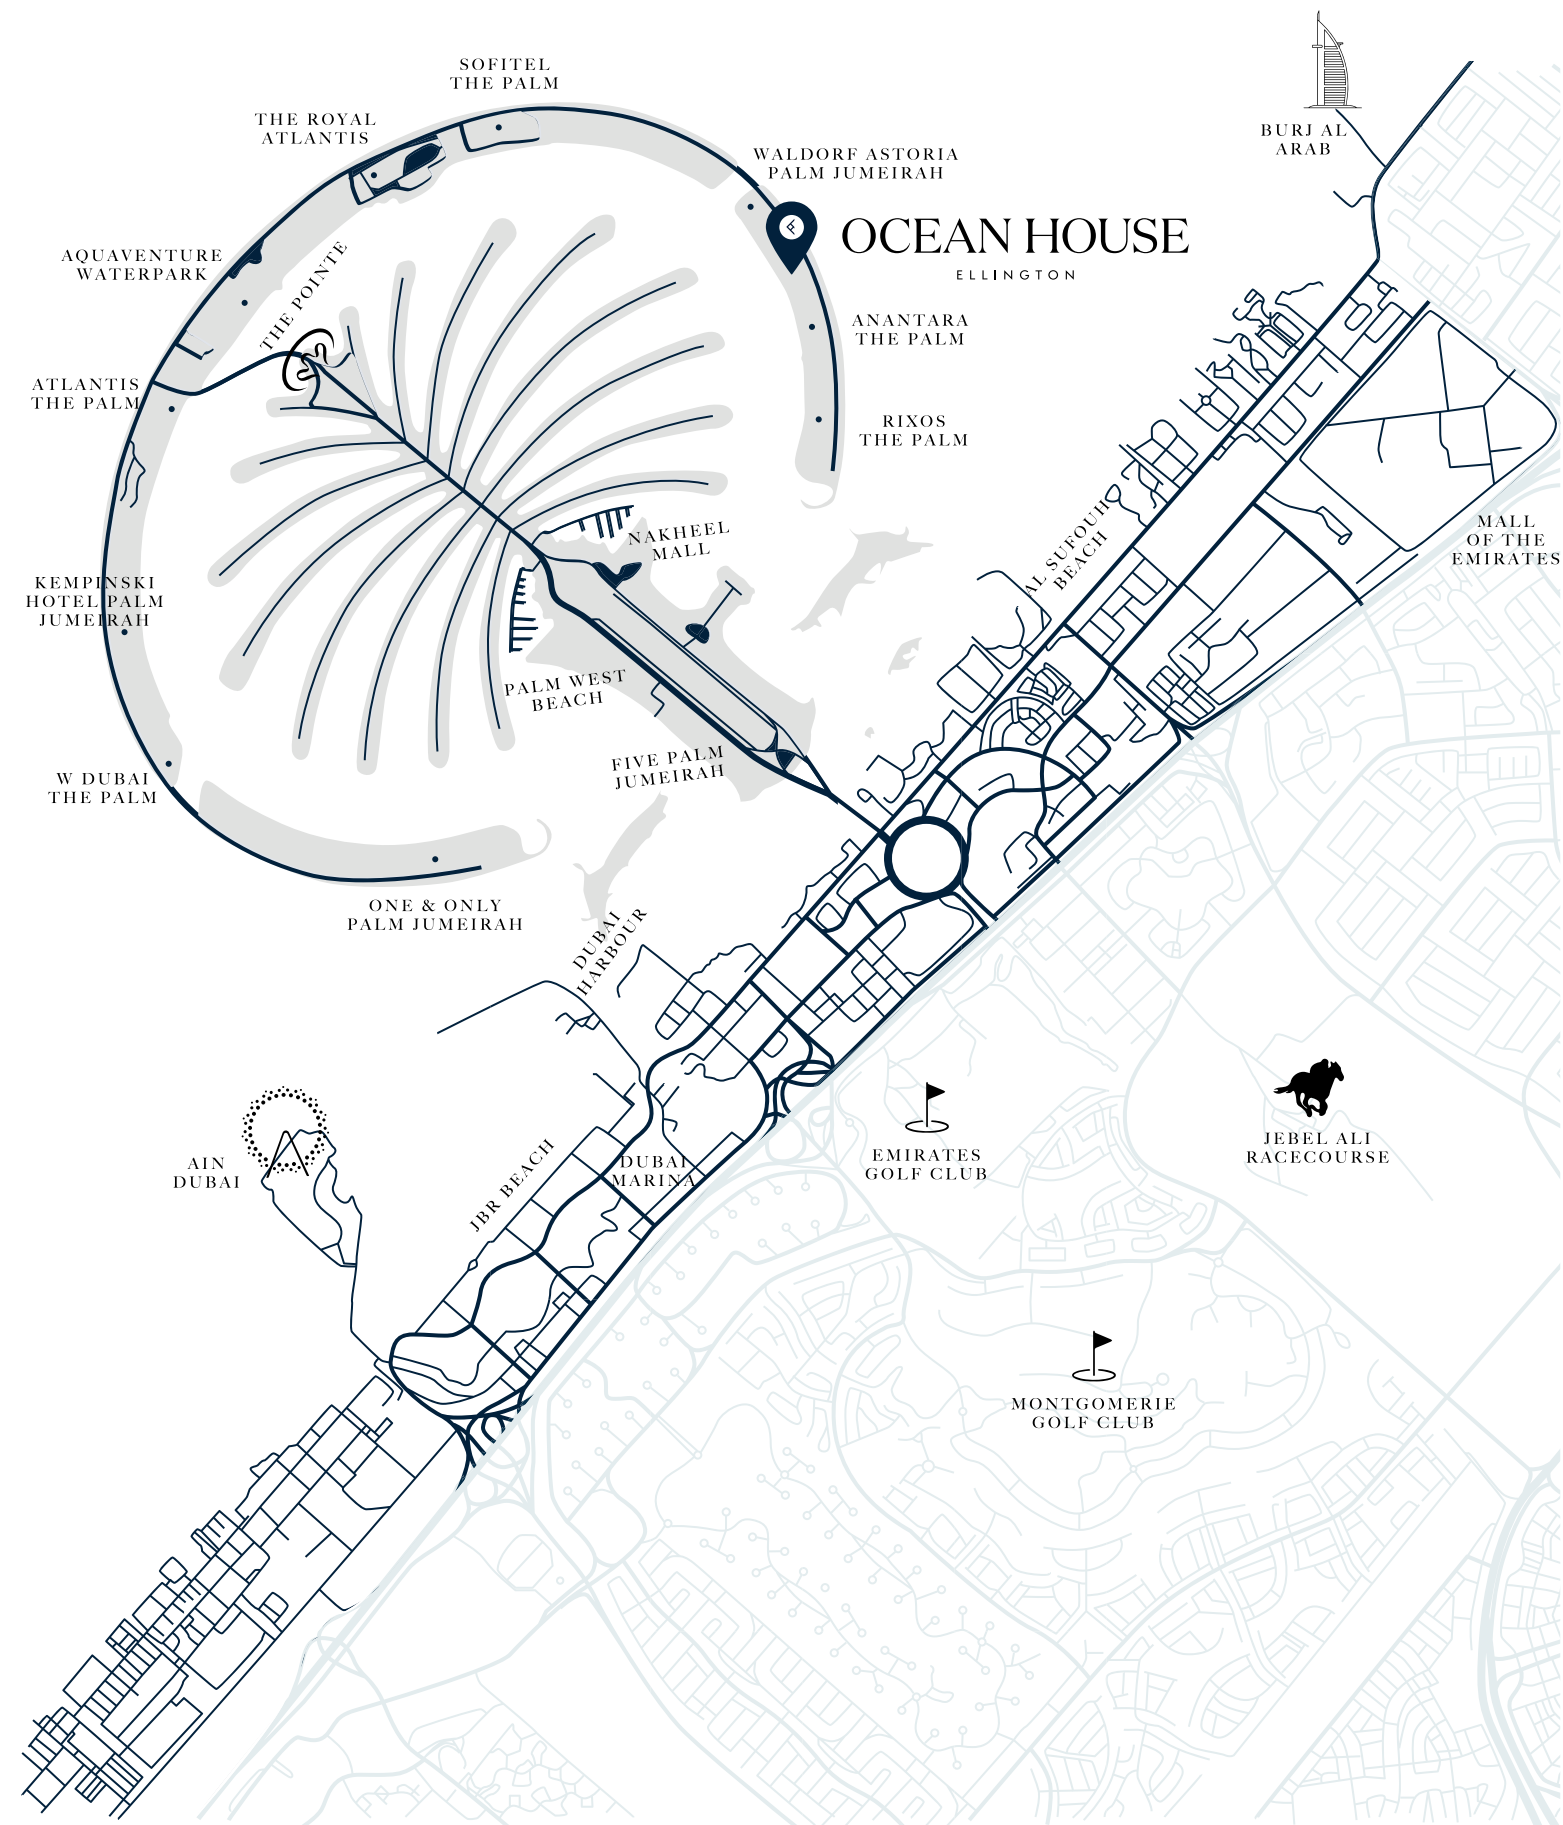 SOFITEL
THE PALM
THE ROYAL
ATLANTIS
BURJ AL
ARAB
WALDORF ASTORIA
PALM JUMEIRAH
OCEAN HOUSE
ELLINGTON
AQUAVENTURE
WATERPARK
THE POINTE
ANANTARA
THE PALM
ATLANTIS
THE PALM
RIXOS
THE PALM
NAKHEEL
MALL
AL SUFOUH
BEACH
MALL
OF THE
EMIRATES
KEMPINSKI
HOTEL PALM
JUMEIRAH
PALM WEST
BEACH
FIVE PALM
JUMEIRAH
W DUBAI
THE PALM
ONE & ONLY
PALM JUMEIRAH
DUBAI
HARBOUR
AIN
DUBAI
JBR BEACH
DUBAI
MARINA
EMIRATES
GOLF CLUB
JEBEL ALI
RACECOURSE
MONTGOMERIE
GOLF CLUB